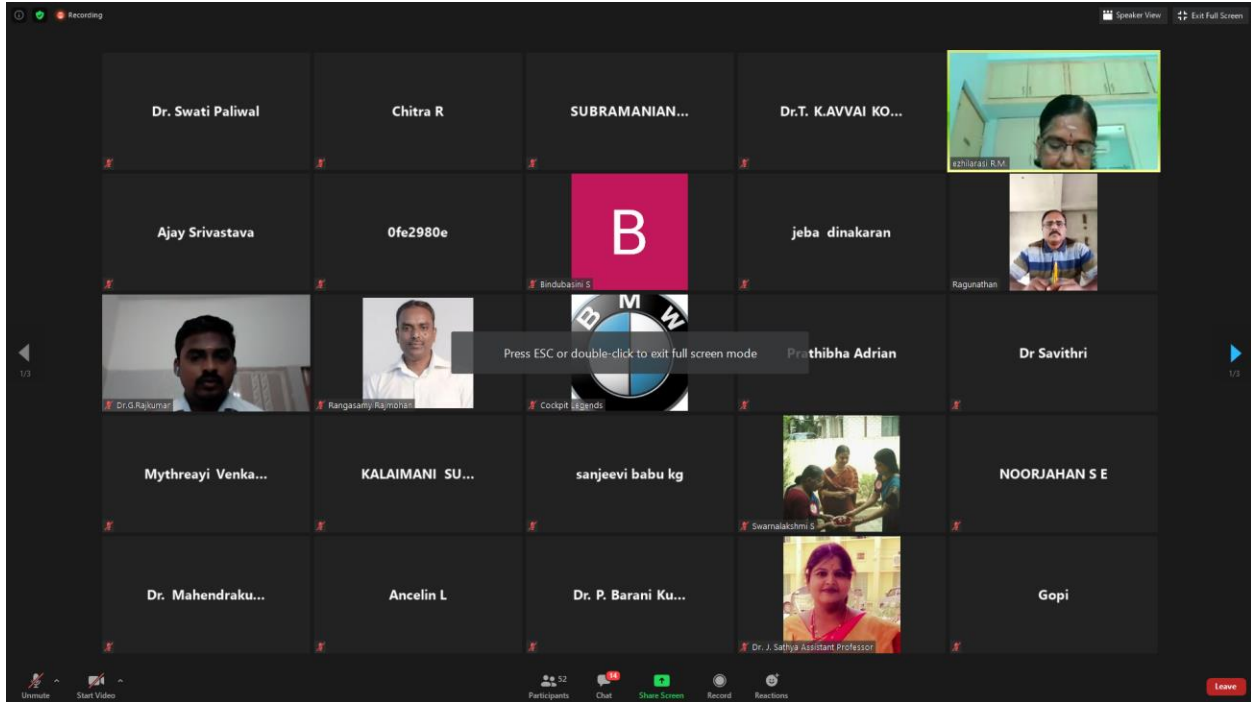 Recording
Speaker View
Exit Full Screen
Dr. Swati Paliwal
Chitra R
SUBRAMANIAN...
Dr.T. K.AVVAI KO...
ezhilarasi R.M.
Ajay Srivastava
0fe2980e
B
Bindubasini S
jeba dinakaran
Ragunathan
Dr.G.Rajkumar
Rangasamy Rajmohan
BMW
Cockpit Legends
Press ESC or double-click to exit full screen mode
Prathibha Adrian
Dr Savithri
1/3
1/3
Mythreayi Venka...
KALAIMANI SU...
sanjeevi babu kg
Swarnalakshmi S
NOORJAHAN S E
Dr. Mahendraku...
Ancelin L
Dr. P. Barani Ku...
Dr. J. Sathya Assistant Professor
Gopi
Unmute
Start Video
52
Participants
14
Chat
Share Screen
Record
Reactions
Leave